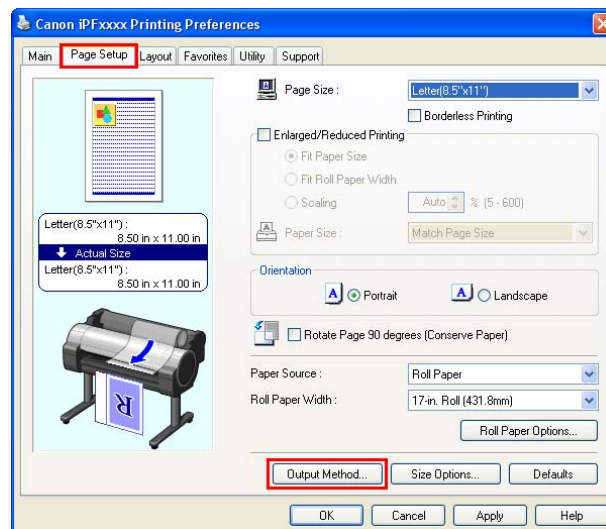 Canon iPFxxxx Printing Preferences
Main Page Setup Layout Favorites Utility Support
Page Size : Letter(8.5"x11")
Borderless Printing
Enlarged/Reduced Printing
Fit Paper Size
Fit Roll Paper Width
Scaling Auto % (5 - 600)
Paper Size : Match Page Size
Letter(8.5"x11") :
8.50 in x 11.00 in
Actual Size
Letter(8.5"x11") :
8.50 in x 11.00 in
Orientation
A Portrait A Landscape
Rotate Page 90 degrees (Conserve Paper)
Paper Source : Roll Paper
Roll Paper Width : 17-in. Roll (431.8mm)
Roll Paper Options...
R
Output Method... Size Options... Defaults
OK Cancel Apply Help